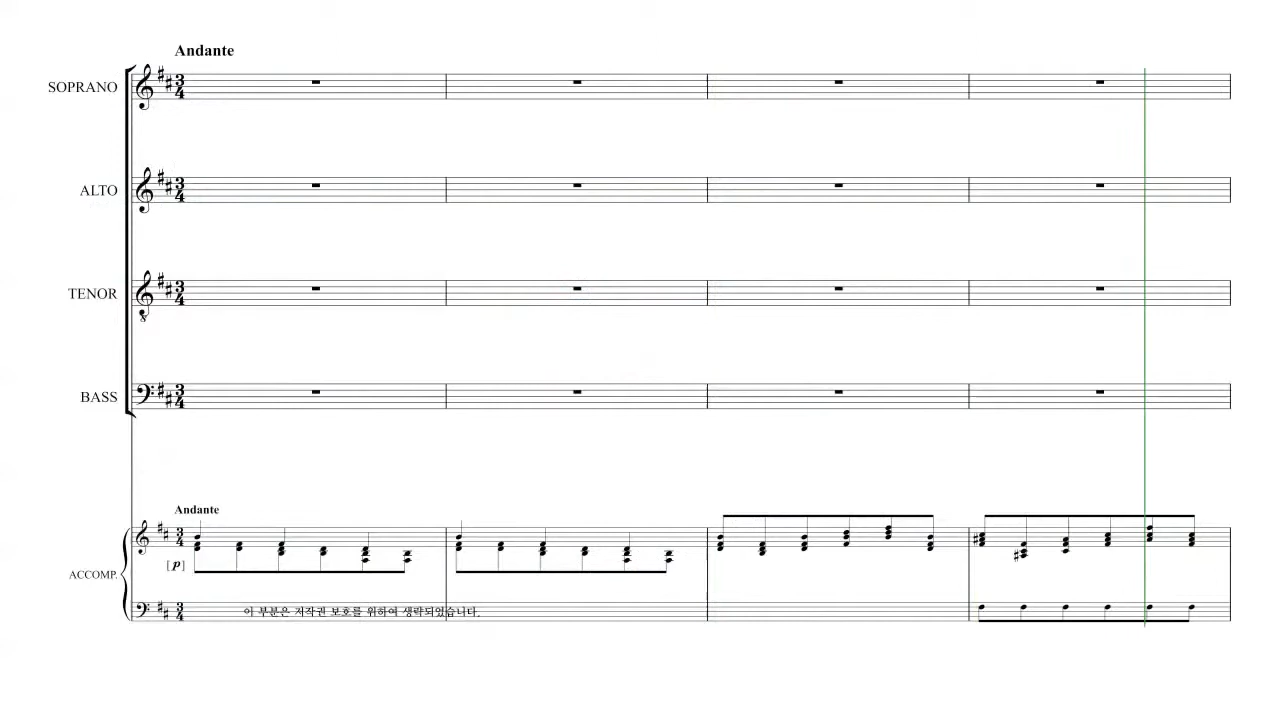 Andante
SOPRANO
ALTO
TENOR
BASS
Andante
[p]
ACCOMP.
이 부분은 저작권 보호를 위하여 생략되었습니다.